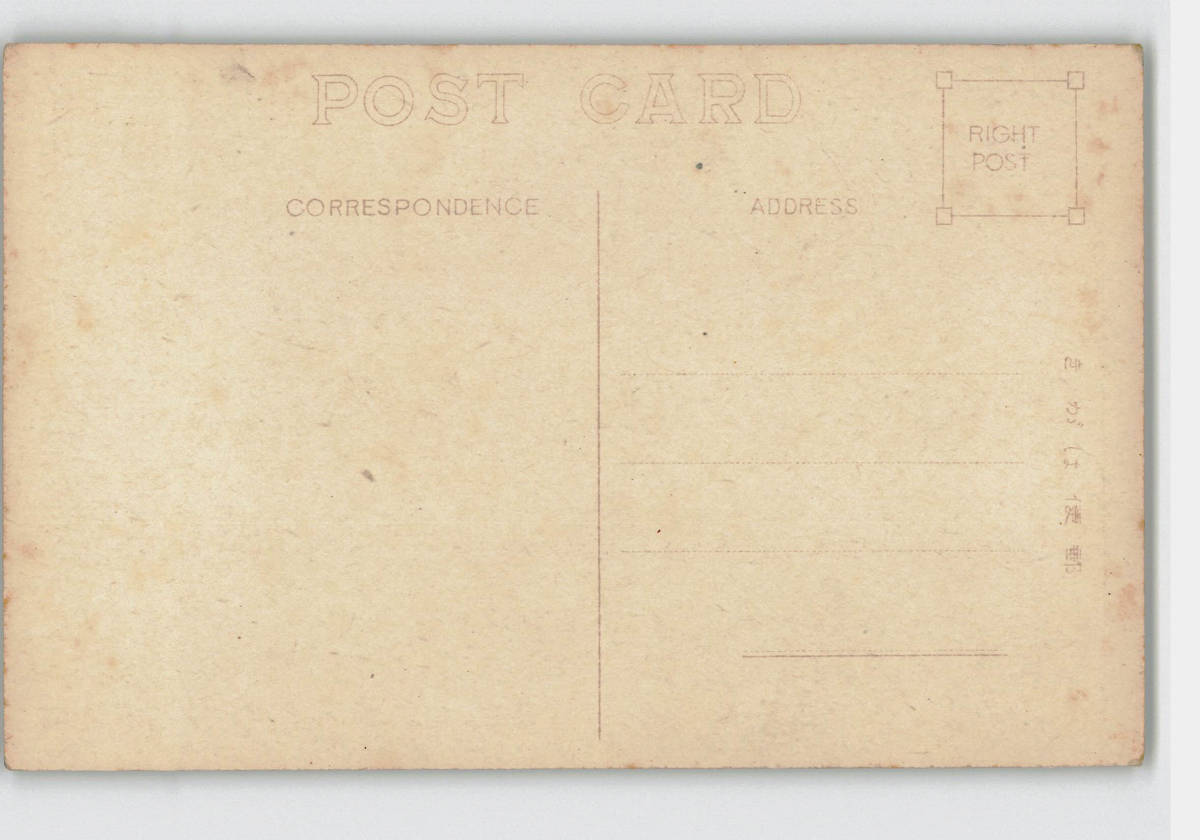 POST CARD
RIGHT
POST
CORRESPONDENCE
ADDRESS
きがは便郵